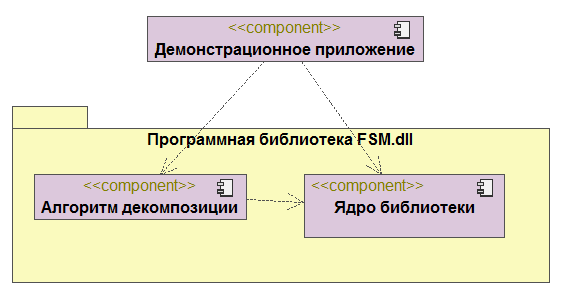 <<component>>
Демонстрационное приложение
Программная библиотека FSM.dll
<<component>>
Алгоритм декомпозиции
<<component>>
Ядро библиотеки